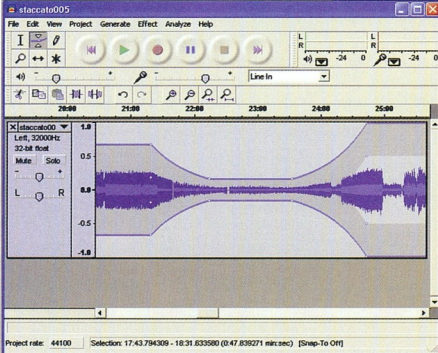 staccato005
File Edit View Project Generate Effect Analyze Help
L
R
-24 0
L
R
-24 0
Line In
20:00 21:00 22:00 23:00 24:00 25:00
staccato00
Left, 32000Hz
32-bit float
Mute Solo
- +
L R
1.0
0.5
0.0
-0.5
-1.0
Project rate: 44100 Selection: 17:43.794309 - 18:31.633580 (0:47.839271 min:sec) [Snap-To Off]